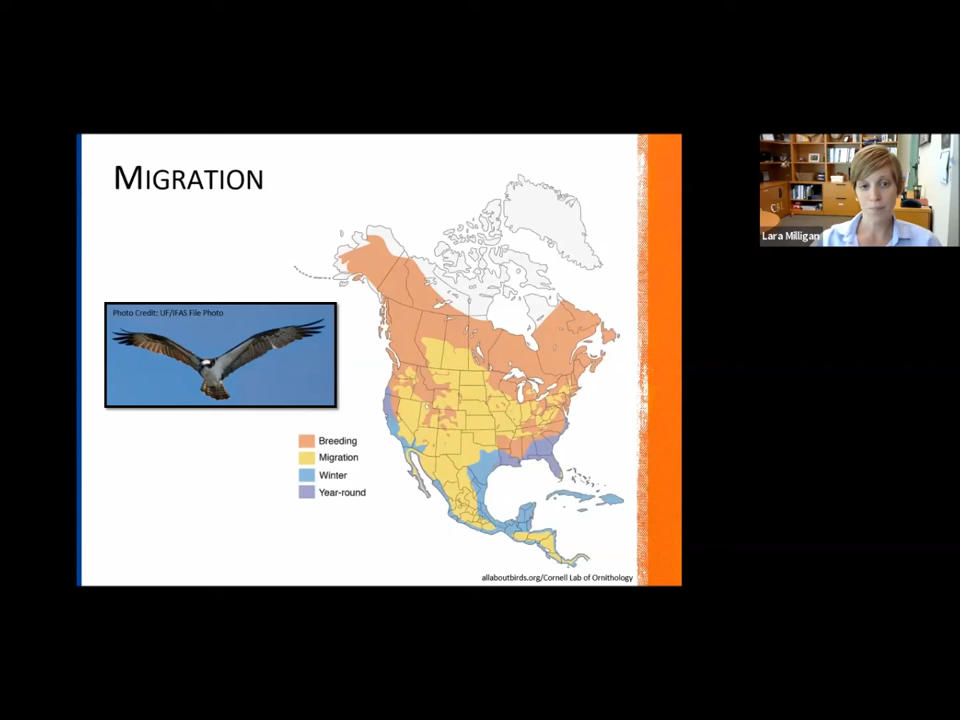 MIGRATION
Photo Credit: UF/IFAS File Photo
Breeding
Migration
Winter
Year-round
allaboutbirds.org/Cornell Lab of Ornithology
Lara Milligan